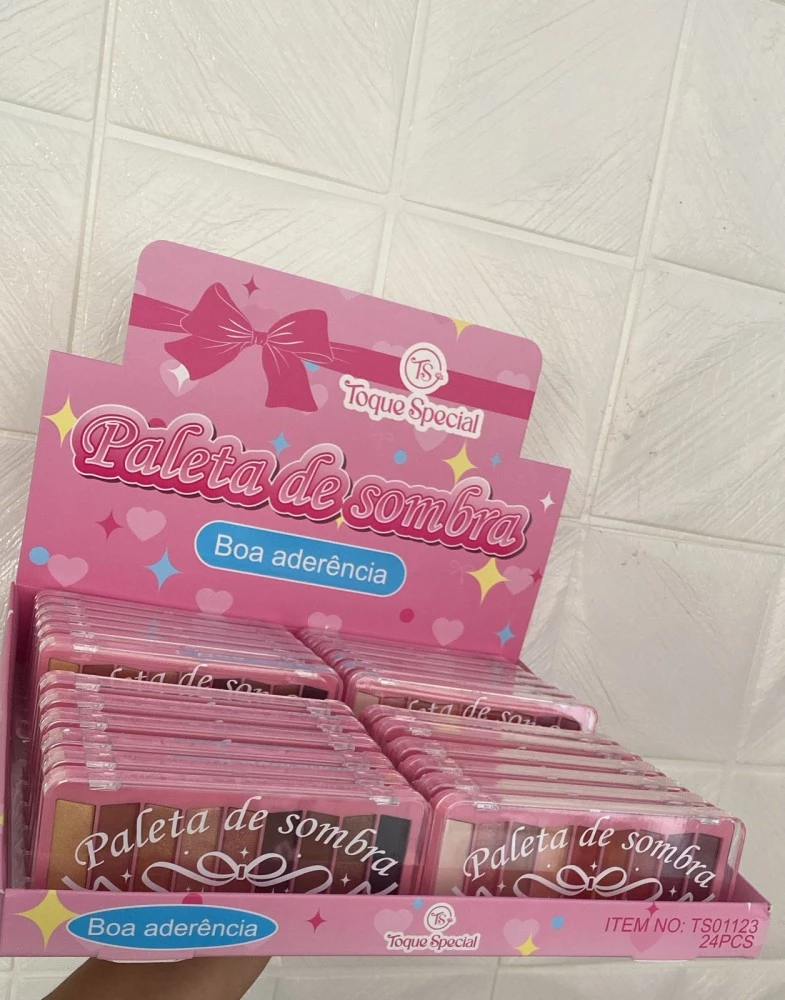 TS
Toque Special
Paleta de sombra
Boa aderência
Paleta de sombra
Paleta de sombra
Boa aderência
TS
Toque Special
ITEM NO: TS01123
24PCS